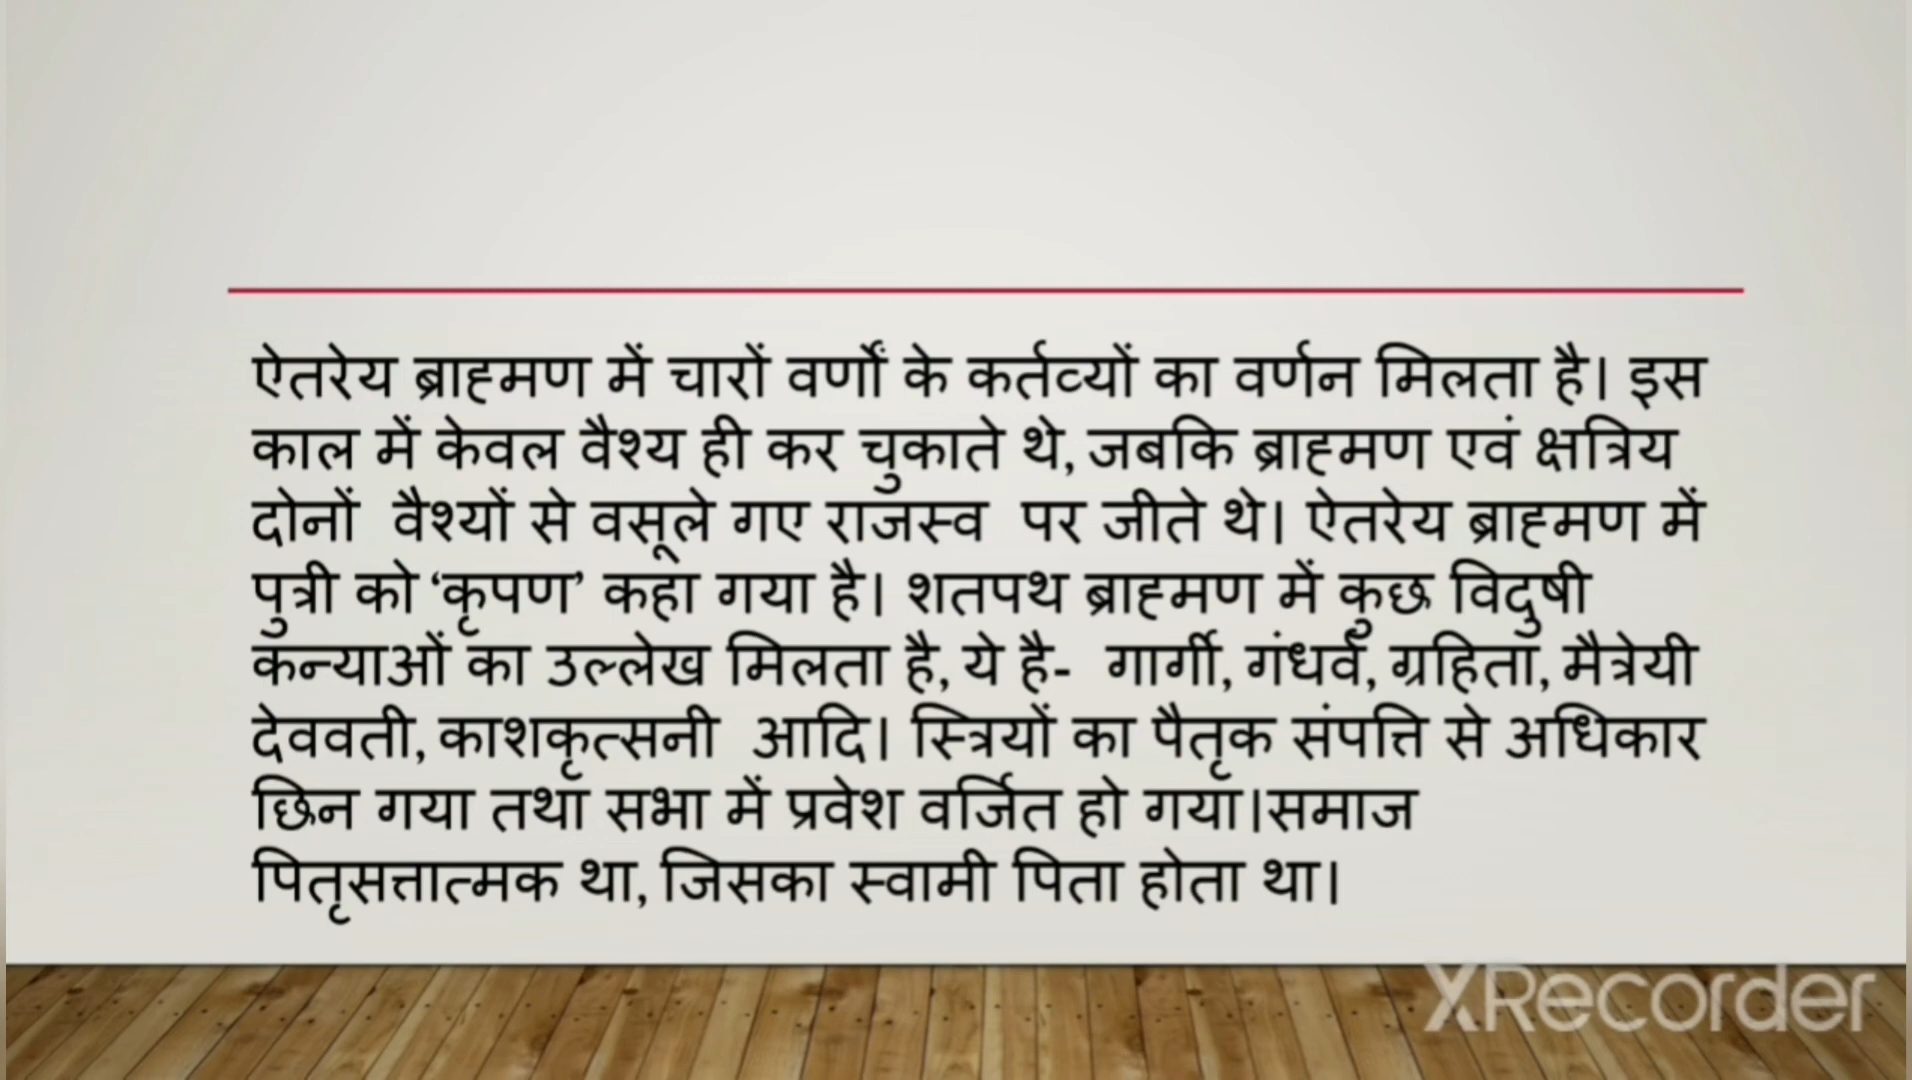 ऐतरेय ब्राह्मण में चारों वर्णों के कर्तव्यों का वर्णन मिलता है। इस
काल में केवल वैश्य ही कर चुकाते थे, जबकि ब्राह्मण एवं क्षत्रिय
दोनों वैश्यों से वसूले गए राजस्व पर जीते थे। ऐतरेय ब्राह्मण में
पुत्री को ‘कृपण’ कहा गया है। शतपथ ब्राह्मण में कुछ विदुषी
कन्याओं का उल्लेख मिलता है, ये है- गार्गी, गंधर्व, ग्रहिता, मैत्रेयी
देववती, काशकृत्सनी आदि। स्त्रियों का पैतृक संपत्ति से अधिकार
छिन गया तथा सभा में प्रवेश वर्जित हो गया।समाज
पितृसत्तात्मक था, जिसका स्वामी पिता होता था।
XRecorder